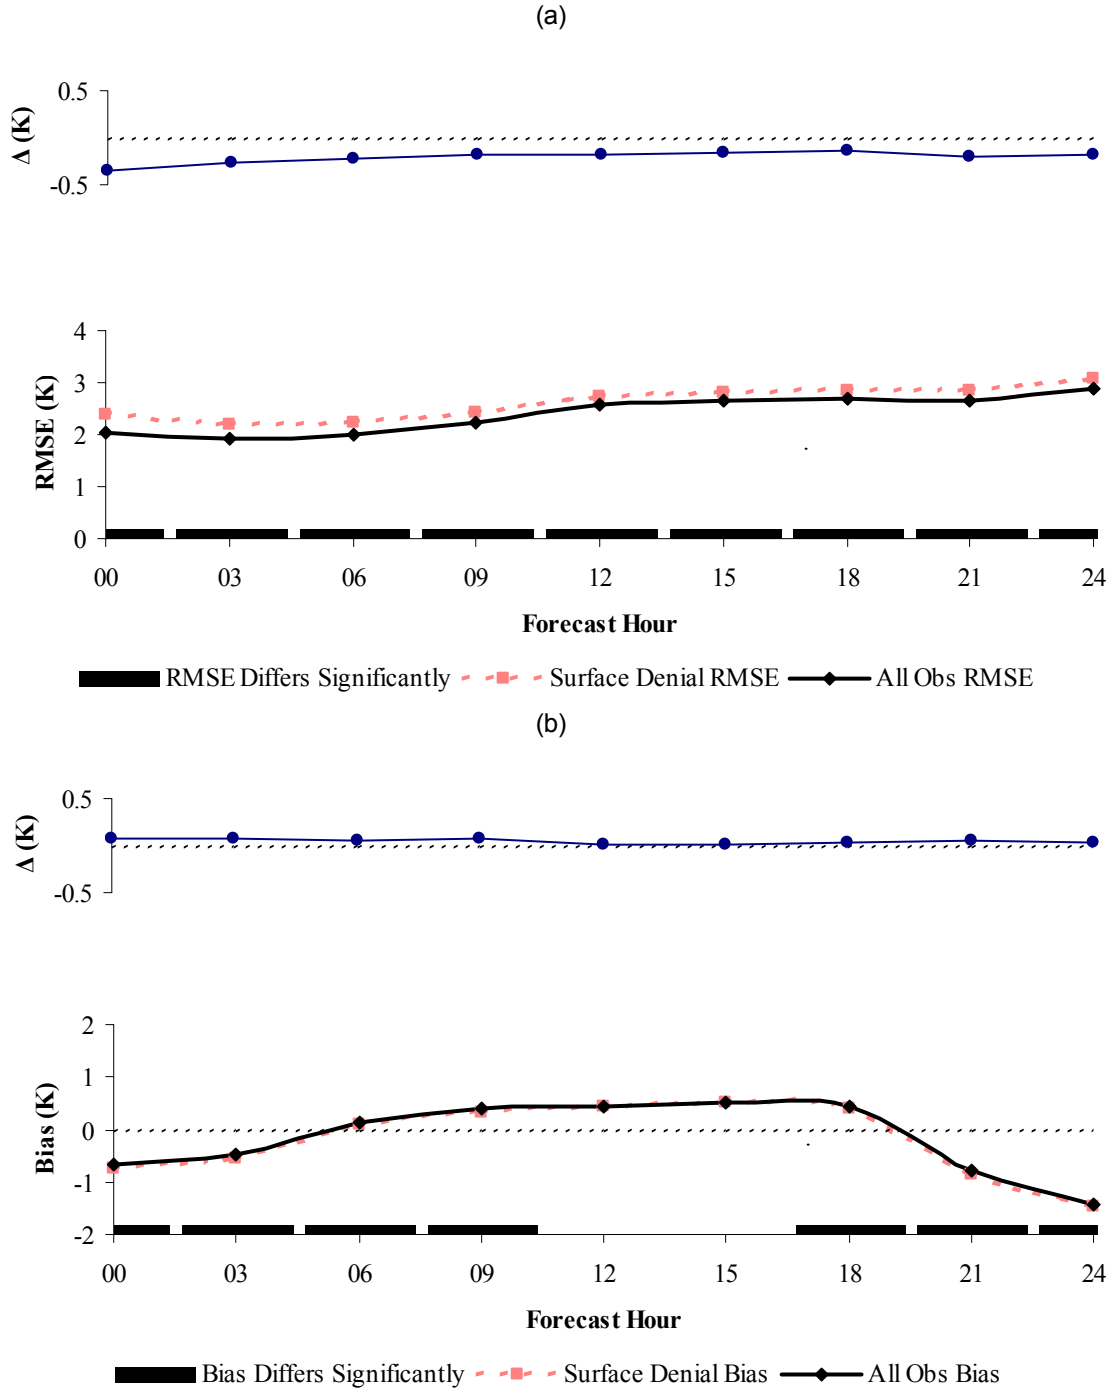 (a)
0.5
Δ (K)
-0.5
4
3
RMSE (K)
2
1
0
00 03 06 09 12 15 18 21 24
Forecast Hour
RMSE Differs Significantly Surface Denial RMSE All Obs RMSE
(b)
0.5
Δ (K)
-0.5
2
1
Bias (K)
0
-1
-2
00 03 06 09 12 15 18 21 24
Forecast Hour
Bias Differs Significantly Surface Denial Bias All Obs Bias